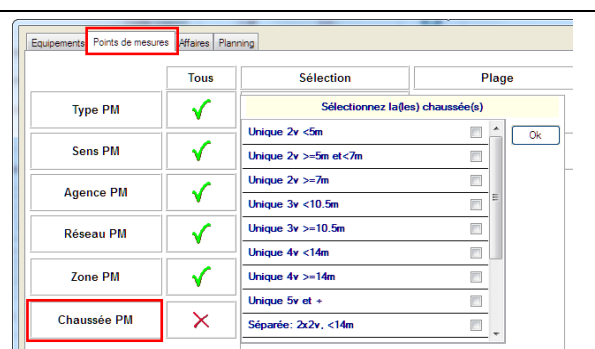 Equipements Points de mesures Affaires Planning
Tous Sélection Plage
Type PM
Sens PM
Agence PM
Réseau PM
Zone PM
Chaussée PM
Sélectionnez la(les) chaussée(s)
Unique 2v <5m
Unique 2v >=5m et<7m
Unique 2v >=7m
Unique 3v <10.5m
Unique 3v >=10.5m
Unique 4v <14m
Unique 4v >=14m
Unique 5v et +
Séparée: 2x2v, <14m
Ok